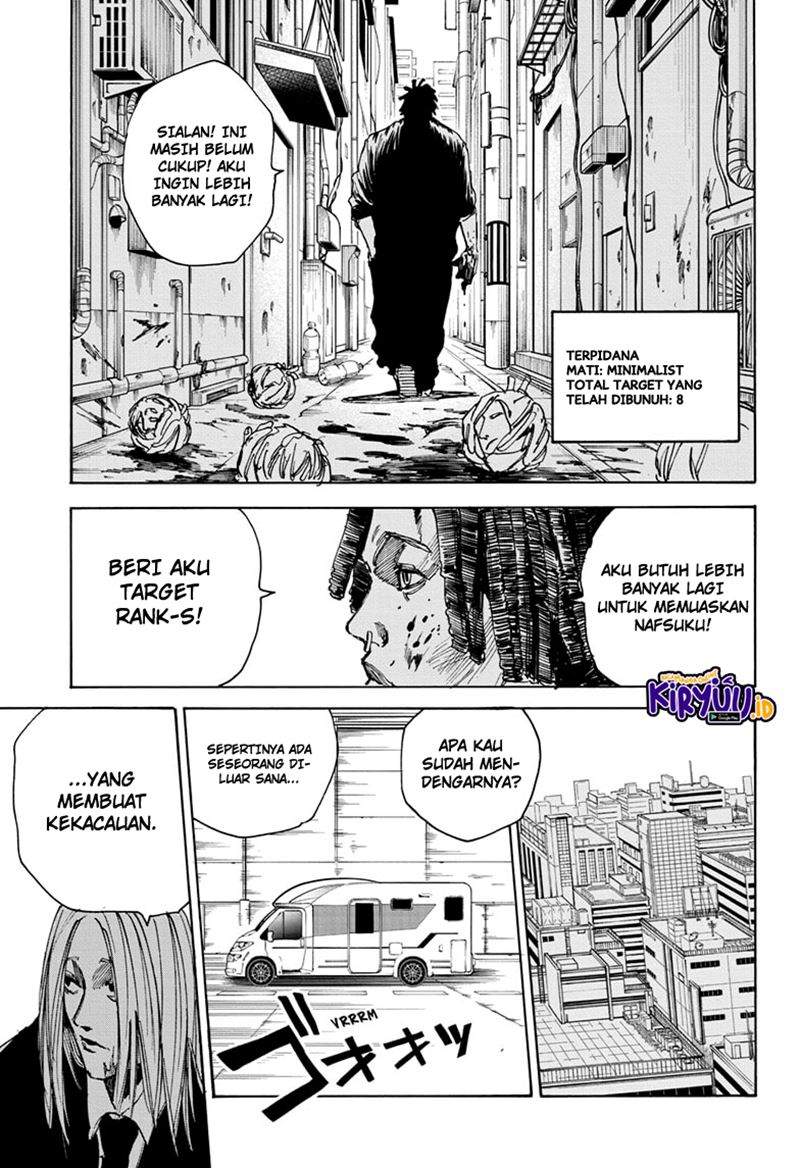 SIALAN! INI
MASIH BELUM
CUKUP! AKU
INGIN LEBIH
BANYAK LAGI!
TERPIDANA
MATI: MINIMALIST
TOTAL TARGET YANG
TELAH DIBUNUH: 8
AKU BUTUH LEBIH
BANYAK LAGI
UNTUK MEMUASKAN
NAFSUKU!
BERI AKU
TARGET
RANK-S!
KIRYUU.ID
APA KAU
SUDAH MEN-
DENGARNYA?
SEPERTINYA ADA
SESEORANG DI-
LUAR SANA...
VRRRM
ゴキキッ
...YANG
MEMBUAT
KEKACAUAN.